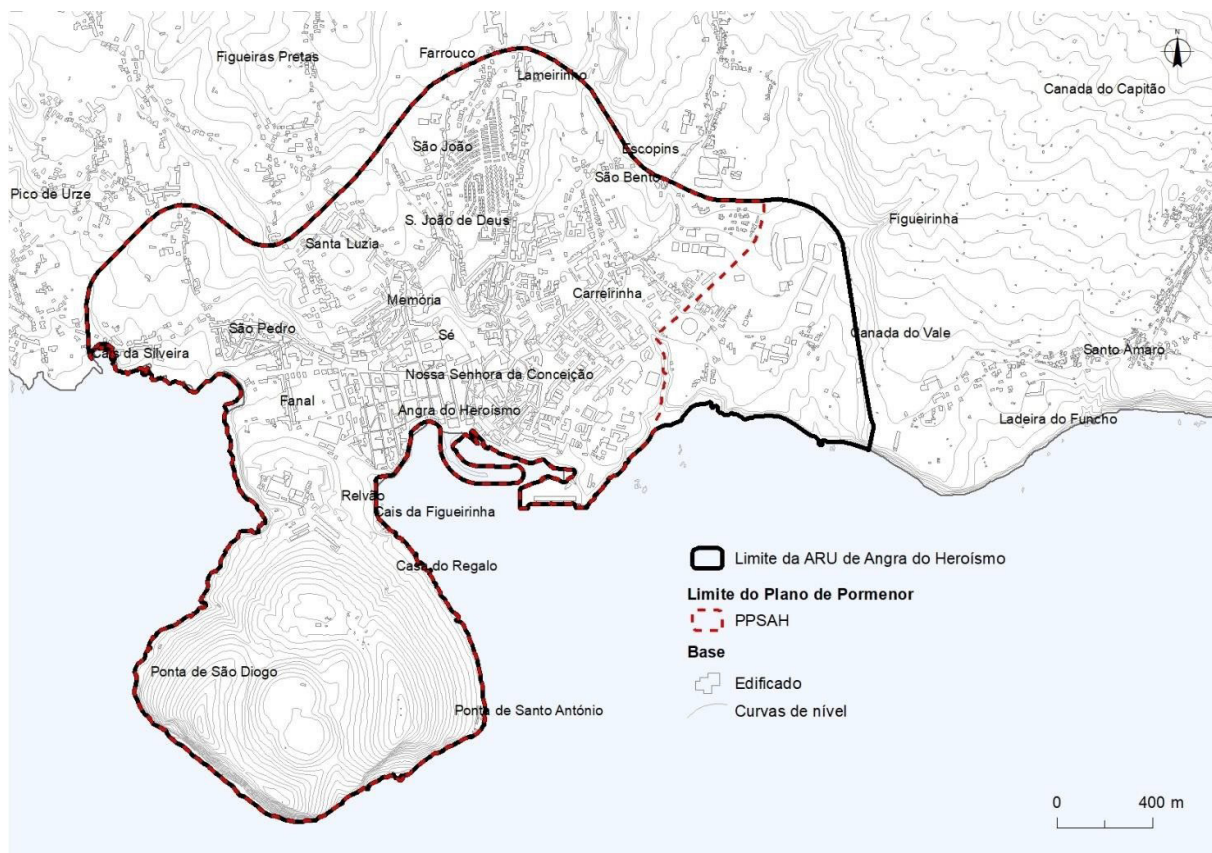 Farrouco
Figueiras Pretas
N
Lameirinho
Canada do Capitão
São João
Escopins
São Bento
Pico de Urze
S. João de Deus
Figueirinha
Santa Luzia
Carreirinha
Memória
São Pedro
Sé
Canada do Vale
Cais da Silveira
Santo Amaro
Nossa Senhora da Conceição
Fanal
Angra do Heroísmo
Ladeira do Funcho
Relvão
Cais da Figueirinha
Casa do Regalo
Ponta de São Diogo
Ponta de Santo António
Limite da ARU de Angra do Heroísmo
Limite do Plano de Pormenor
PPSAH
Base
Edificado
Curvas de nível
0 400 m